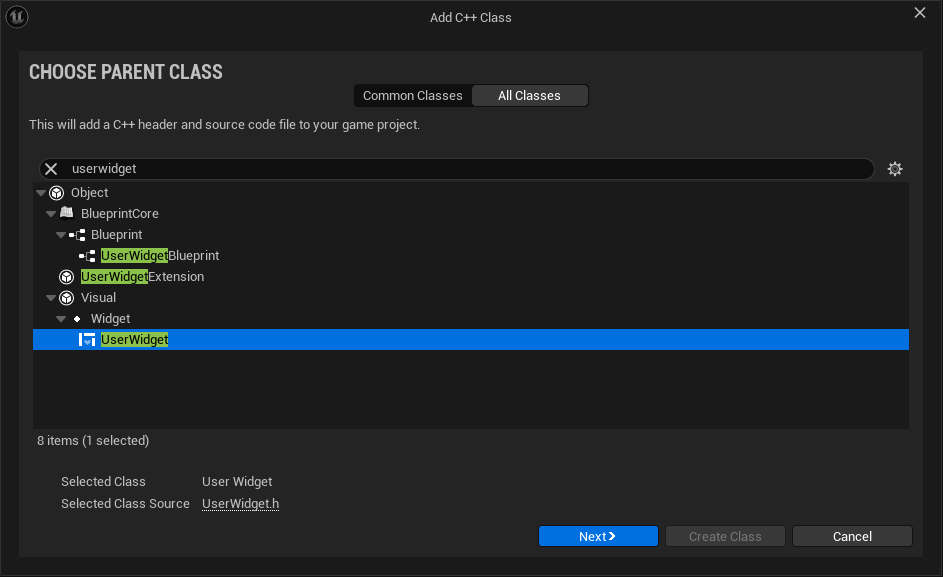 Add C++ Class
CHOOSE PARENT CLASS
Common Classes All Classes
This will add a C++ header and source code file to your game project.
userwidget
Object
BlueprintCore
Blueprint
UserWidgetBlueprint
UserWidgetExtension
Visual
Widget
UserWidget
8 items (1 selected)
Selected Class User Widget
Selected Class Source UserWidget.h
Next Create Class Cancel